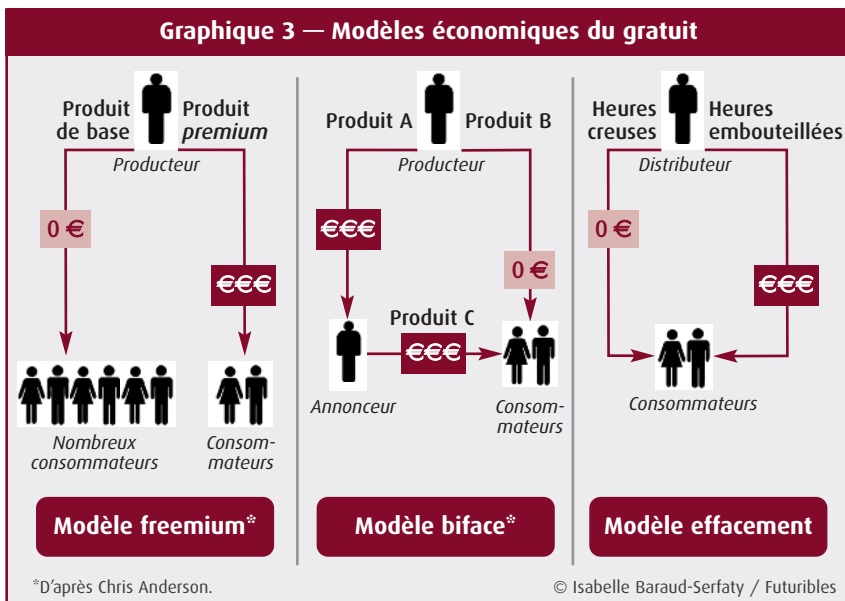 Graphique 3 — Modèles économiques du gratuit
Produit
de base
Produit
premium
Producteur
0 €
€€€
Nombreux
consommateurs
Consom-
mateurs
Modèle freemium*
Produit A
Produit B
Producteur
€€€
0 €
Produit C
€€€
Annonceur
Consom-
mateurs
Modèle biface*
Heures
creuses
Heures
embouteillées
Distributeur
0 €
€€€
Consommateurs
Modèle effacement
*D'après Chris Anderson.
© Isabelle Baraud-Serfaty / Futuribles